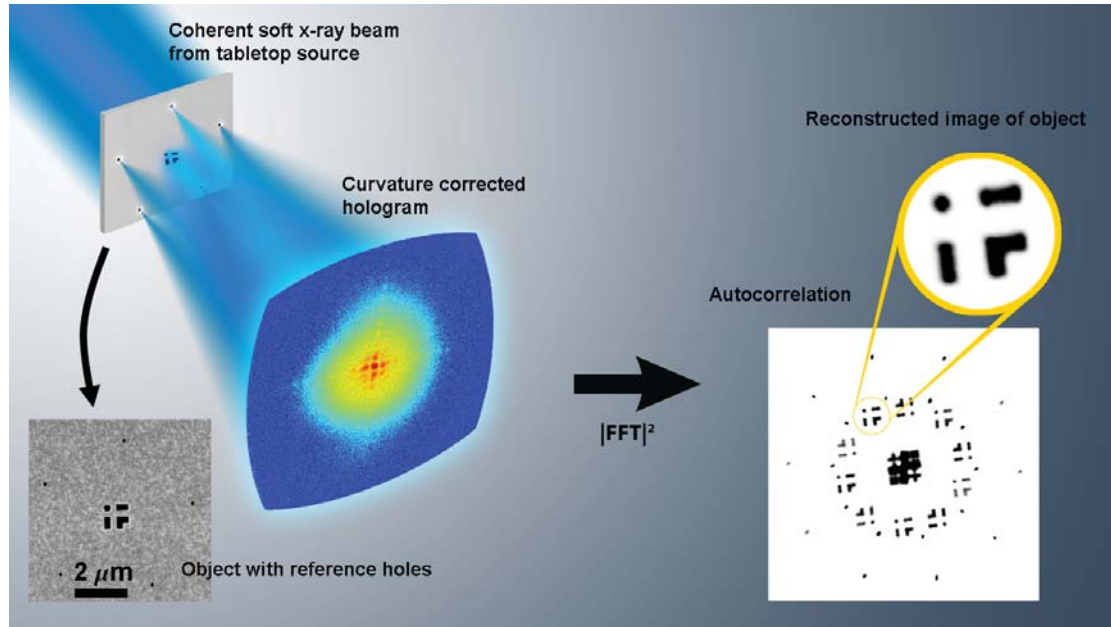 Coherent soft x-ray beam
from tabletop source
Reconstructed image of object
Curvature corrected
hologram
Autocorrelation
|FFT|²
2 μm
Object with reference holes